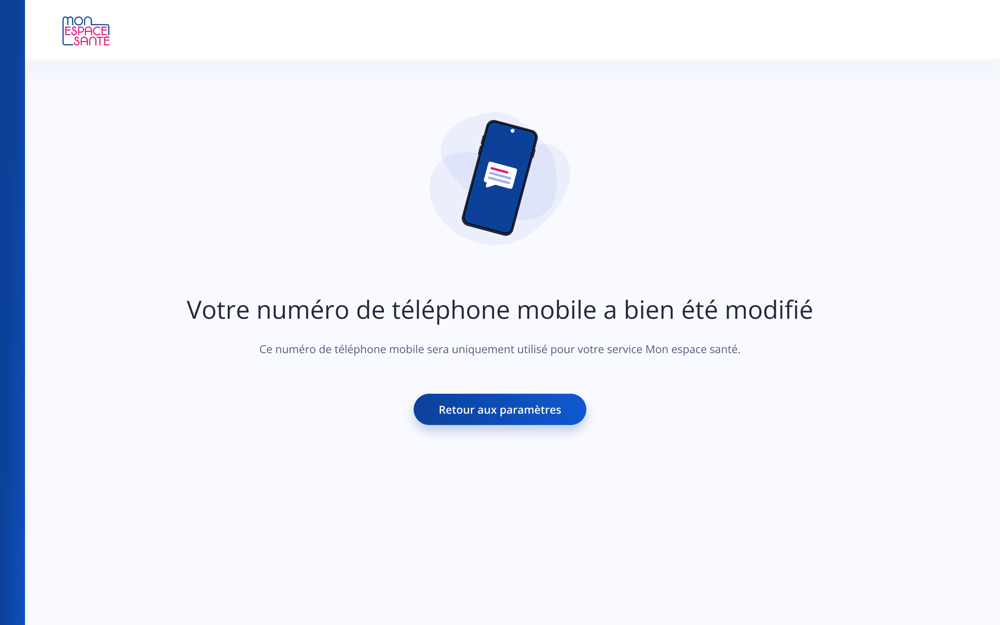 mon
ESPACE
SANTÉ
Votre numéro de téléphone mobile a bien été modifié
Ce numéro de téléphone mobile sera uniquement utilisé pour votre service Mon espace santé.
Retour aux paramètres